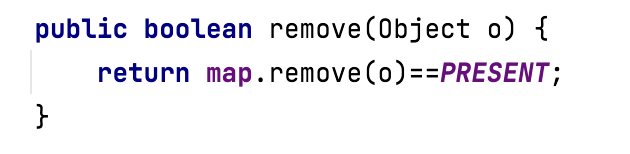 public boolean remove(Object o) {
    return map.remove(o)==PRESENT;
}